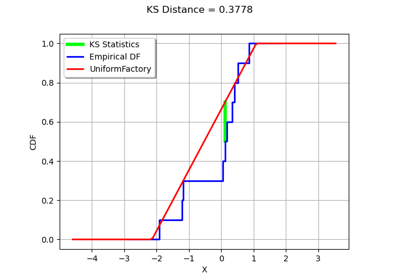 KS Distance = 0.3778
KS Statistics
Empirical DF
UniformFactory
1.0
0.8
0.6
0.4
0.2
0.0
CDF
−4 −3 −2 −1 0 1 2 3
X